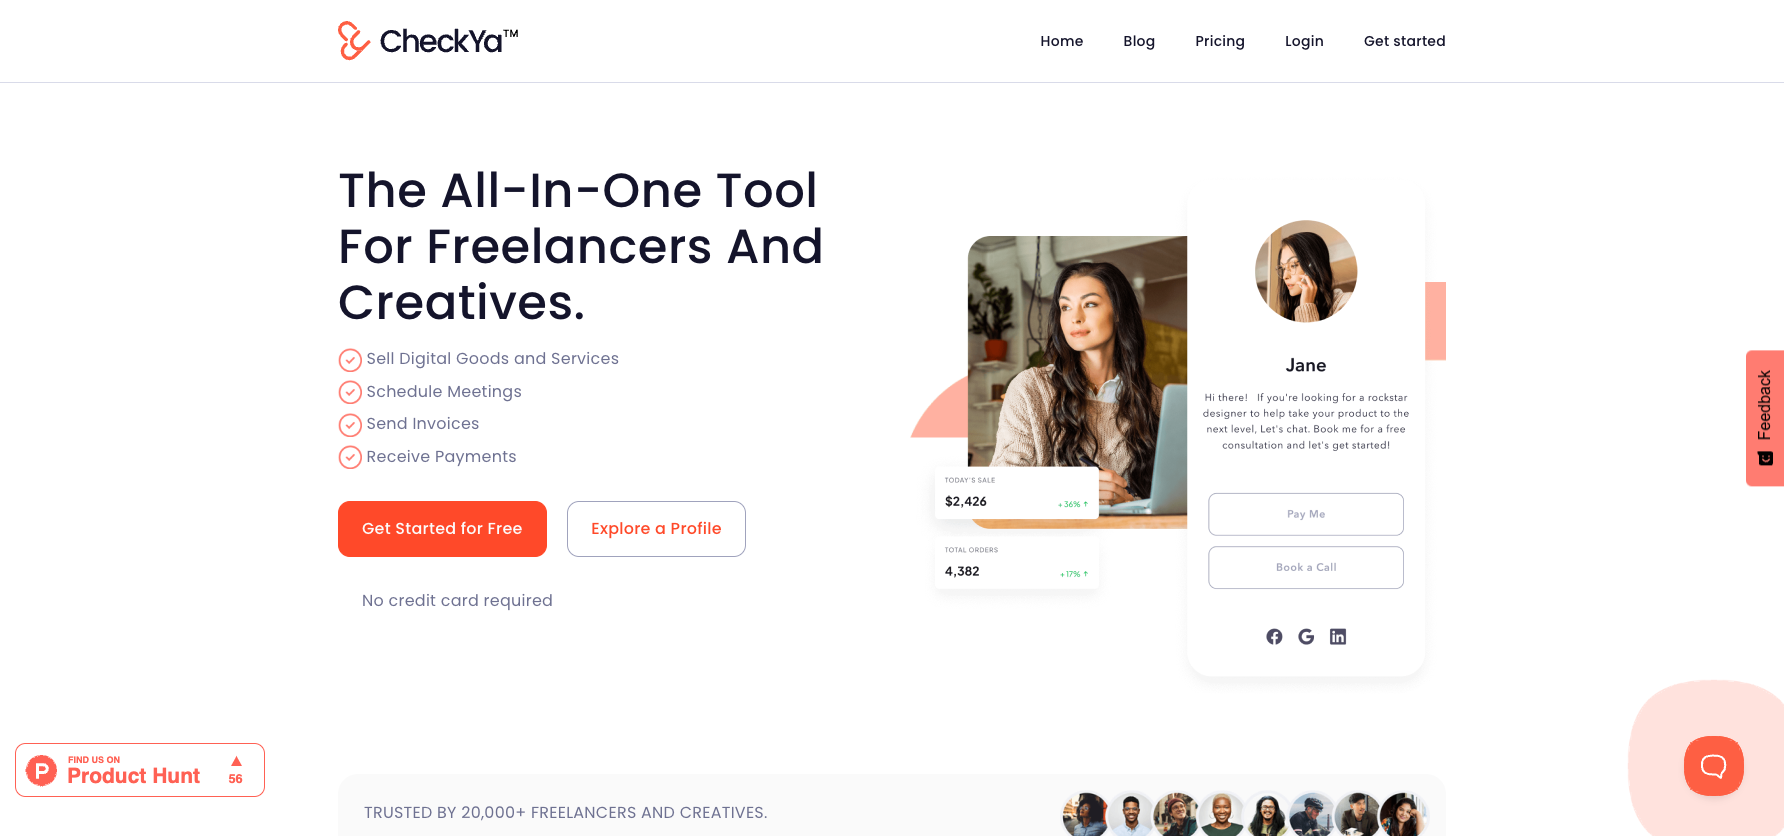 CheckYa™
Home
Blog
Pricing
Login
Get started
The All-In-One Tool
For Freelancers And
Creatives.
Sell Digital Goods and Services
Schedule Meetings
Send Invoices
Receive Payments
Get Started for Free
Explore a Profile
No credit card required
TODAY'S SALE
$2,426
+36% ↑
TOTAL ORDERS
4,382
+17% ↑
Jane
Hi there! If you're looking for a rockstar
designer to help take your product to the
next level, Let's chat. Book me for a free
consultation and let's get started!
Pay Me
Book a Call
Feedback
FIND US ON
Product Hunt
▲
56
TRUSTED BY 20,000+ FREELANCERS AND CREATIVES.